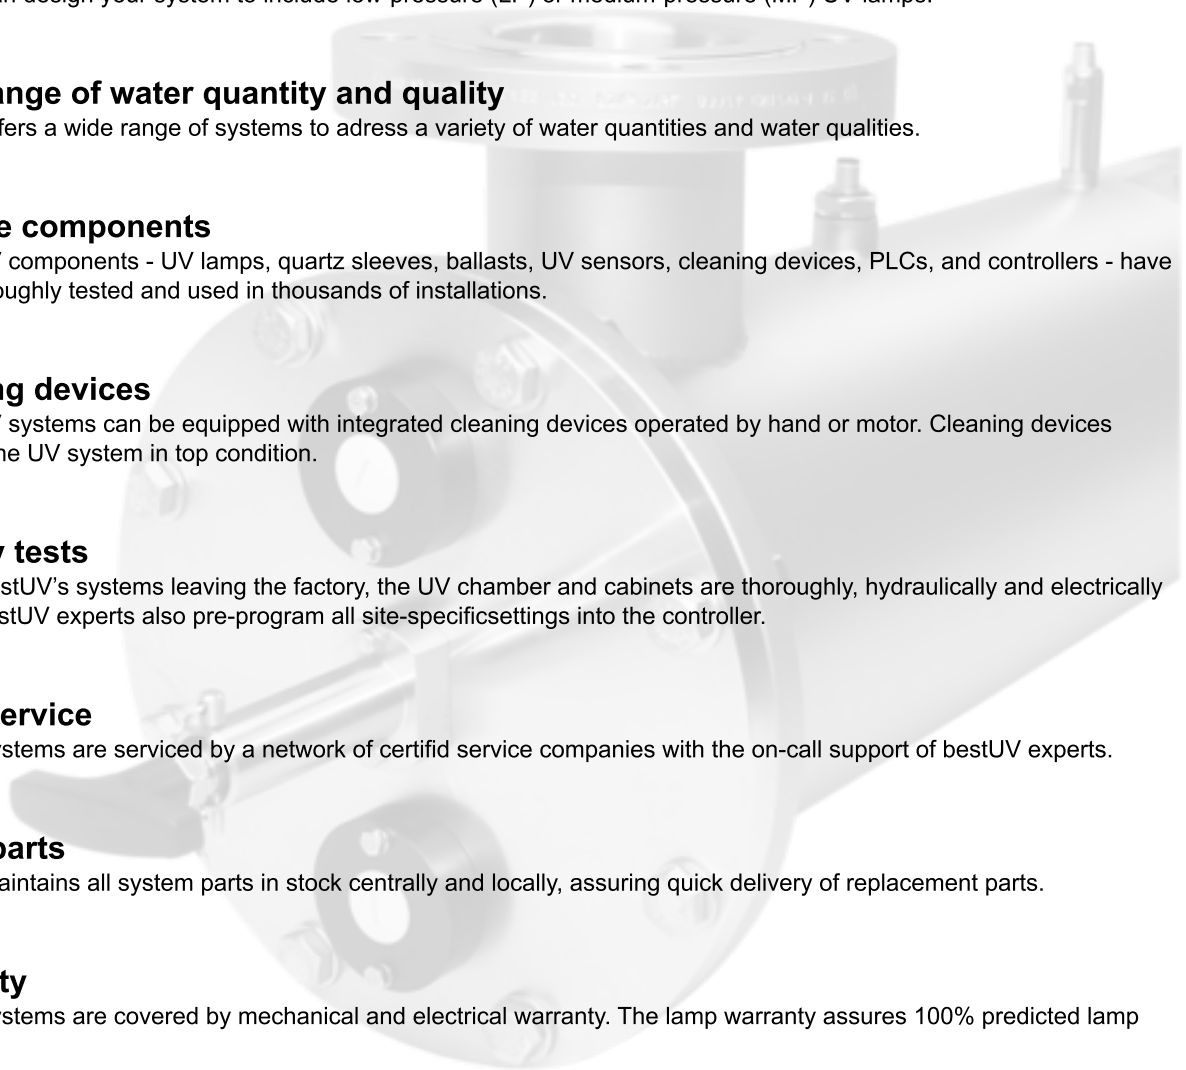 an design your system to include low pressure (LP) or medium pressure (MP) UV lamps.
ange of water quantity and quality
fers a wide range of systems to adress a variety of water quantities and water qualities.
e components
components - UV lamps, quartz sleeves, ballasts, UV sensors, cleaning devices, PLCs, and controllers - have
oughly tested and used in thousands of installations.
ng devices
systems can be equipped with integrated cleaning devices operated by hand or motor. Cleaning devices
he UV system in top condition.
y tests
stUV’s systems leaving the factory, the UV chamber and cabinets are thoroughly, hydraulically and electrically
stUV experts also pre-program all site-specificsettings into the controller.
ervice
ystems are serviced by a network of certifid service companies with the on-call support of bestUV experts.
parts
aintains all system parts in stock centrally and locally, assuring quick delivery of replacement parts.
ty
ystems are covered by mechanical and electrical warranty. The lamp warranty assures 100% predicted lamp